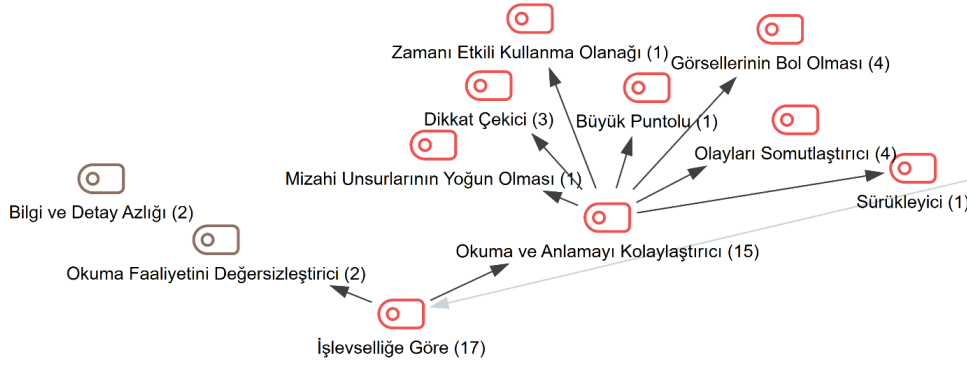 Zamanı Etkili Kullanma Olanağı (1)
Görsellerinin Bol Olması (4)
Dikkat Çekici (3)
Büyük Puntolu (1)
Olayları Somutlaştırıcı (4)
Mizahi Unsurlarının Yoğun Olması (1)
Sürükleyici (1)
Bilgi ve Detay Azlığı (2)
Okuma ve Anlamayı Kolaylaştırıcı (15)
Okuma Faaliyetini Değersizleştirici (2)
İşlevselliğe Göre (17)